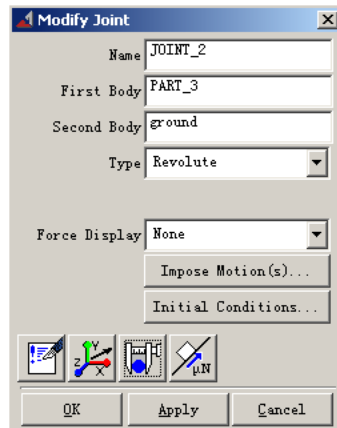 Modify Joint
Name JOINT_2
First Body PART_3
Second Body ground
Type Revolute
Force Display None
Impose Motion(s)...
Initial Conditions...
Y
Z X
μN
OK Apply Cancel